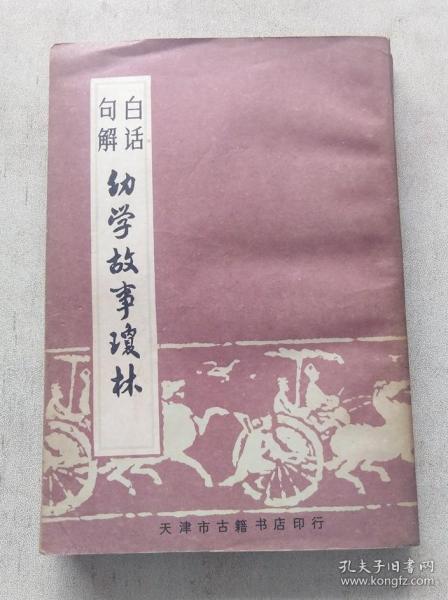 白话
句解
幼学故事琼林
天津市古籍书店印行
孔夫子旧书网
www.kongfz.com